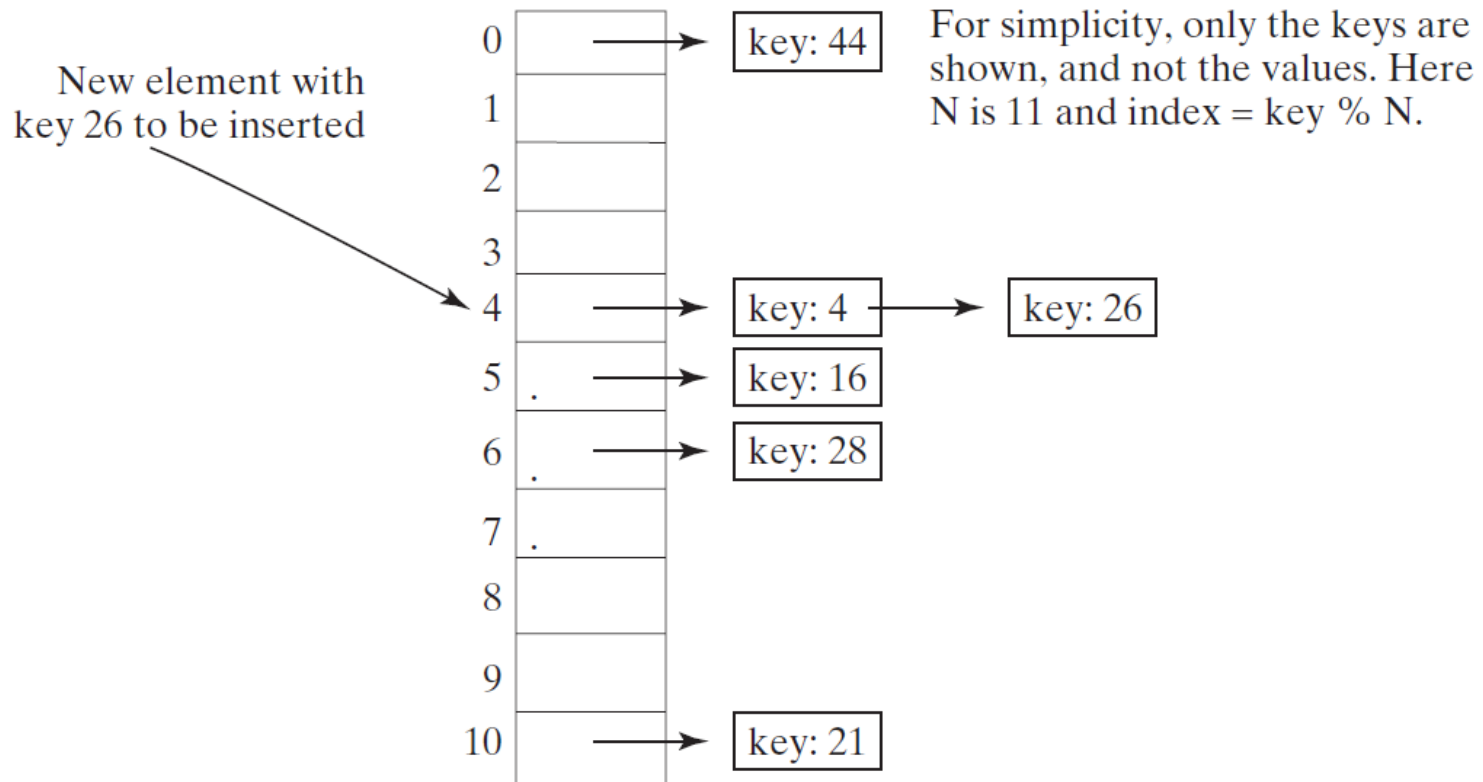 New element with
key 26 to be inserted
For simplicity, only the keys are
shown, and not the values. Here
N is 11 and index = key % N.
0
key: 44
1
2
3
4
key: 4
key: 26
5
.
key: 16
6
.
key: 28
7
.
8
9
10
key: 21